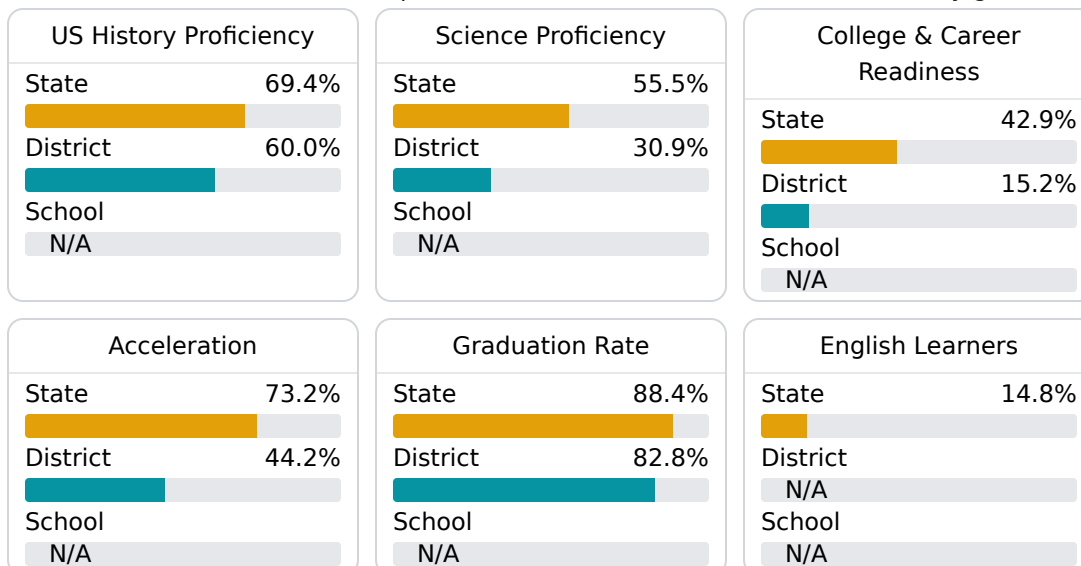 US History Proficiency
State 69.4%
District 60.0%
School
N/A
Science Proficiency
State 55.5%
District 30.9%
School
N/A
College & Career
Readiness
State 42.9%
District 15.2%
School
N/A
Acceleration
State 73.2%
District 44.2%
School
N/A
Graduation Rate
State 88.4%
District 82.8%
School
N/A
English Learners
State 14.8%
District
N/A
School
N/A